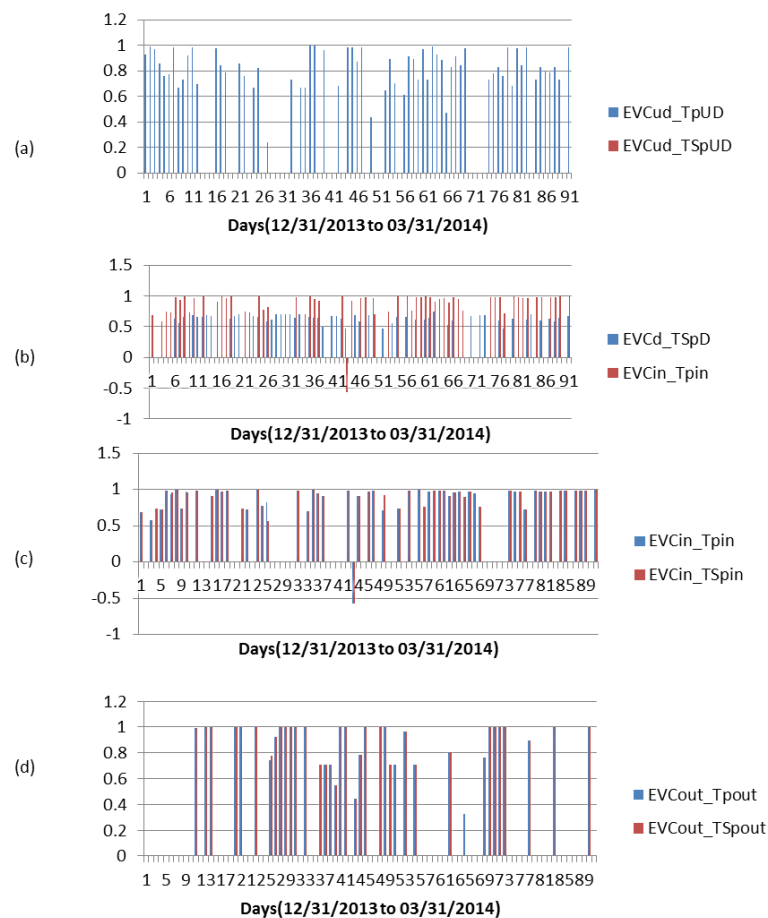 (a)
1.2
1
0.8
0.6
0.4
0.2
0
1 6 11 16 21 26 31 36 41 46 51 56 61 66 71 76 81 86 91
Days(12/31/2013 to 03/31/2014)
EVCud_TpUD
EVCud_TSpUD
(b)
1.5
1
0.5
0
-0.5
-1
1 6 11 16 21 26 31 36 41 46 51 56 61 66 71 76 81 86 91
Days(12/31/2013 to 03/31/2014)
EVCd_TSpD
EVCin_Tpin
(c)
1.5
1
0.5
0
-0.5
-1
1 5 9 13 17 21 25 29 33 37 41 45 49 53 57 61 65 69 73 77 81 85 89
Days(12/31/2013 to 03/31/2014)
EVCin_Tpin
EVCin_TSpin
(d)
1.2
1
0.8
0.6
0.4
0.2
0
1 5 9 13 17 21 25 29 33 37 41 45 49 53 57 61 65 69 73 77 81 85 89
Days(12/31/2013 to 03/31/2014)
EVCout_Tpout
EVCout_TSpout